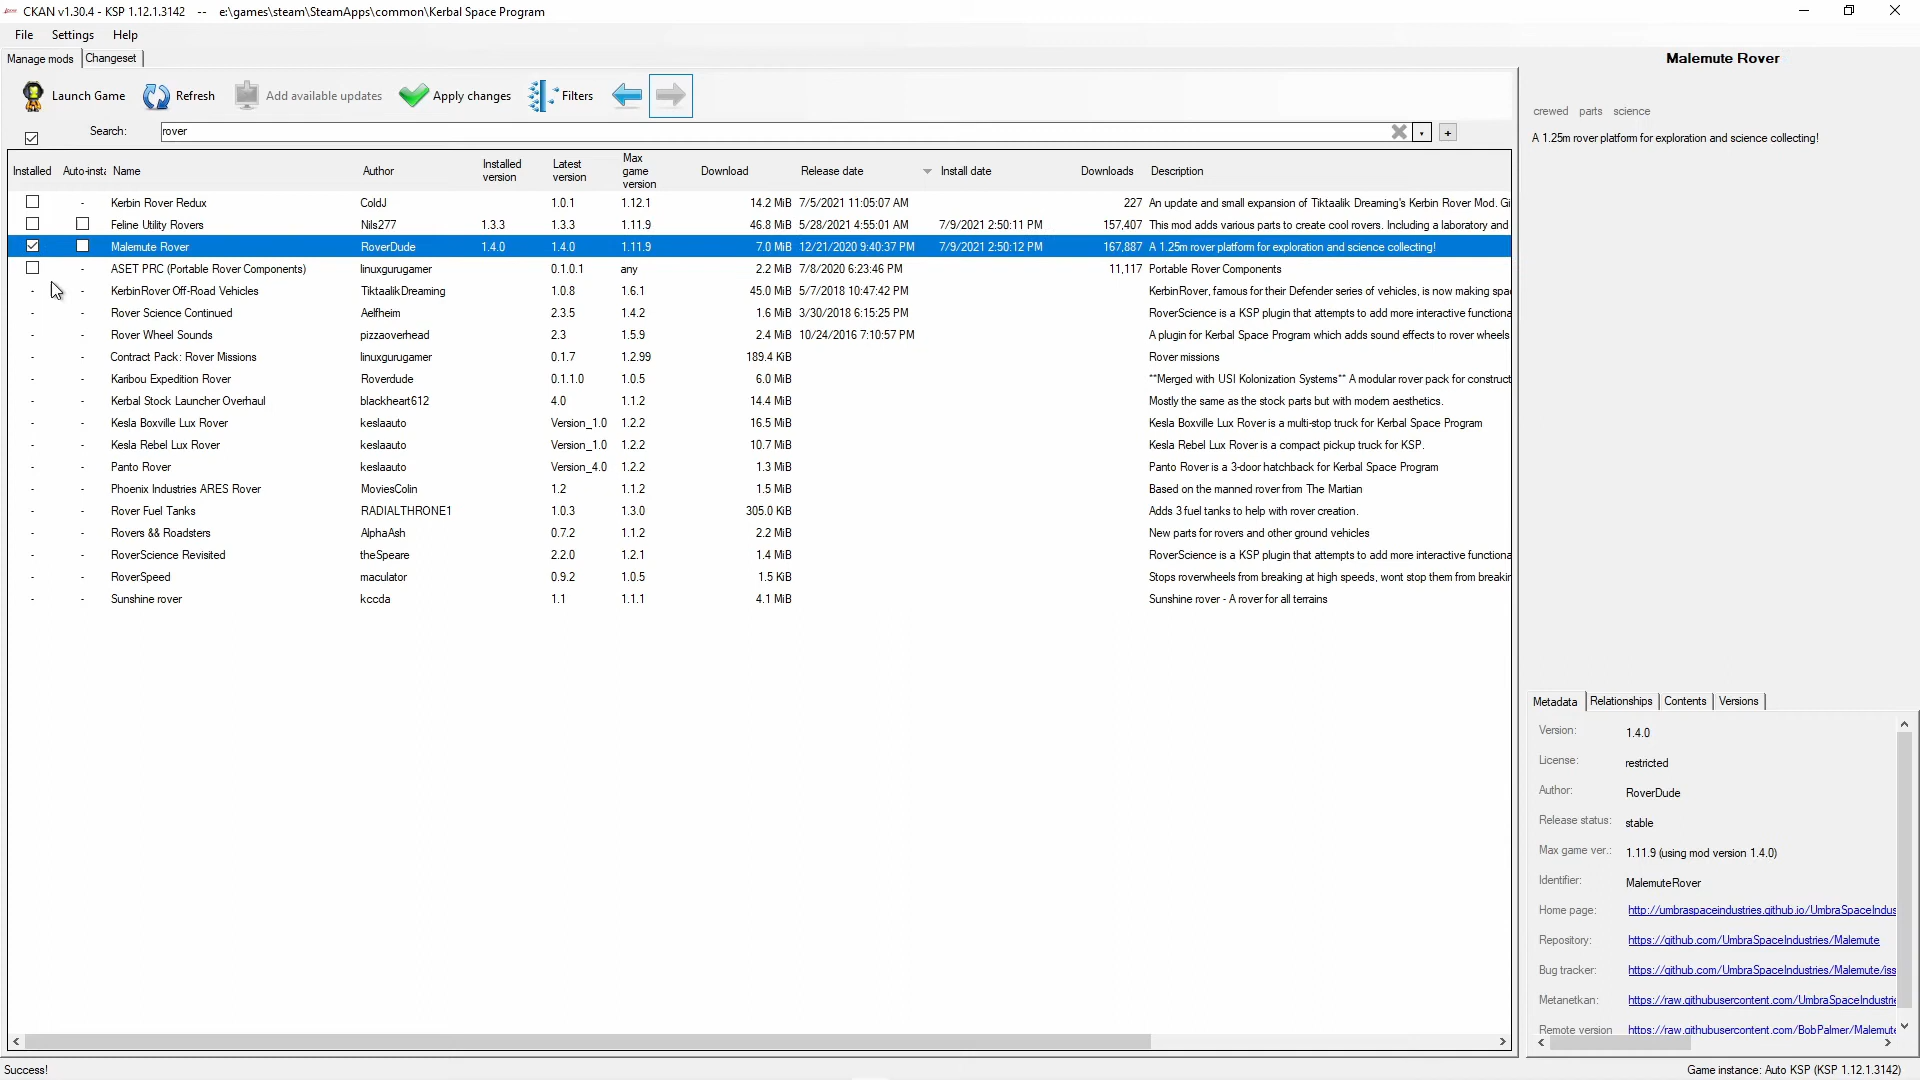 CKAN v1.30.4 - KSP 1.12.1.3142 -- e:\games\steam\SteamApps\common\Kerbal Space Program
File Settings Help
Manage mods Changeset
Malemute Rover
Launch Game Refresh Add available updates Apply changes Filters
crewed parts science
Search: rover
A 1.25m rover platform for exploration and science collecting!
Installed Auto-insta Name Author Installed version Latest version Max game version Download Release date Install date Downloads Description
- Kerbin Rover Redux ColdJ 1.0.1 1.12.1 14.2 MiB 7/5/2021 11:05:07 AM 227 An update and small expansion of Tiktaalik Dreaming's Kerbin Rover Mod. Gi
Feline Utility Rovers Nils277 1.3.3 1.3.3 1.11.9 46.8 MiB 5/28/2021 4:55:01 AM 7/9/2021 2:50:11 PM 157,407 This mod adds various parts to create cool rovers. Including a laboratory and
Malemute Rover RoverDude 1.4.0 1.4.0 1.11.9 7.0 MiB 12/21/2020 9:40:37 PM 7/9/2021 2:50:12 PM 167,887 A 1.25m rover platform for exploration and science collecting!
- ASET PRC (Portable Rover Components) linuxgurugamer 0.1.0.1 any 2.2 MiB 7/8/2020 6:23:46 PM 11,117 Portable Rover Components
- - KerbinRover Off-Road Vehicles TiktaalikDreaming 1.0.8 1.6.1 45.0 MiB 5/7/2018 10:47:42 PM KerbinRover, famous for their Defender series of vehicles, is now making spa
- - Rover Science Continued Aelfheim 2.3.5 1.4.2 1.6 MiB 3/30/2018 6:15:25 PM RoverScience is a KSP plugin that attempts to add more interactive functiona
- - Rover Wheel Sounds pizzaoverhead 2.3 1.5.9 2.4 MiB 10/24/2016 7:10:57 PM A plugin for Kerbal Space Program which adds sound effects to rover wheels
- - Contract Pack: Rover Missions linuxgurugamer 0.1.7 1.2.99 189.4 KiB Rover missions
- - Karibou Expedition Rover Roverdude 0.1.1.0 1.0.5 6.0 MiB **Merged with USI Kolonization Systems** A modular rover pack for construct
- - Kerbal Stock Launcher Overhaul blackheart612 4.0 1.1.2 14.4 MiB Mostly the same as the stock parts but with modern aesthetics.
- - Kesla Boxville Lux Rover keslaauto Version_1.0 1.2.2 16.5 MiB Kesla Boxville Lux Rover is a multi-stop truck for Kerbal Space Program
- - Kesla Rebel Lux Rover keslaauto Version_1.0 1.2.2 10.7 MiB Kesla Rebel Lux Rover is a compact pickup truck for KSP.
- - Panto Rover keslaauto Version_4.0 1.2.2 1.3 MiB Panto Rover is a 3-door hatchback for Kerbal Space Program
- - Phoenix Industries ARES Rover MoviesColin 1.2 1.1.2 1.5 MiB Based on the manned rover from The Martian
- - Rover Fuel Tanks RADIALTHRONE1 1.0.3 1.3.0 305.0 KiB Adds 3 fuel tanks to help with rover creation.
- - Rovers && Roadsters AlphaAsh 0.7.2 1.1.2 2.2 MiB New parts for rovers and other ground vehicles
- - RoverScience Revisited theSpeare 2.2.0 1.2.1 1.4 MiB RoverScience is a KSP plugin that attempts to add more interactive functiona
- - RoverSpeed maculator 0.9.2 1.0.5 1.5 KiB Stops roverwheels from breaking at high speeds, wont stop them from breakin
- - Sunshine rover kccda 1.1 1.1.1 4.1 MiB Sunshine rover - A rover for all terrains
Metadata Relationships Contents Versions
Version: 1.4.0
License: restricted
Author: RoverDude
Release status: stable
Max game ver.: 1.11.9 (using mod version 1.4.0)
Identifier: MalemuteRover
Home page: http://umbraspaceindustries.github.io/UmbraSpaceIndus
Repository: https://github.com/UmbraSpaceIndustries/Malemute
Bug tracker: https://github.com/UmbraSpaceIndustries/Malemute/iss
Metanetkan: https://raw.githubusercontent.com/UmbraSpaceIndustrie
Remote version https://raw.githubusercontent.com/BobPalmer/Malemute
Success!
Game instance: Auto KSP (KSP 1.12.1.3142)